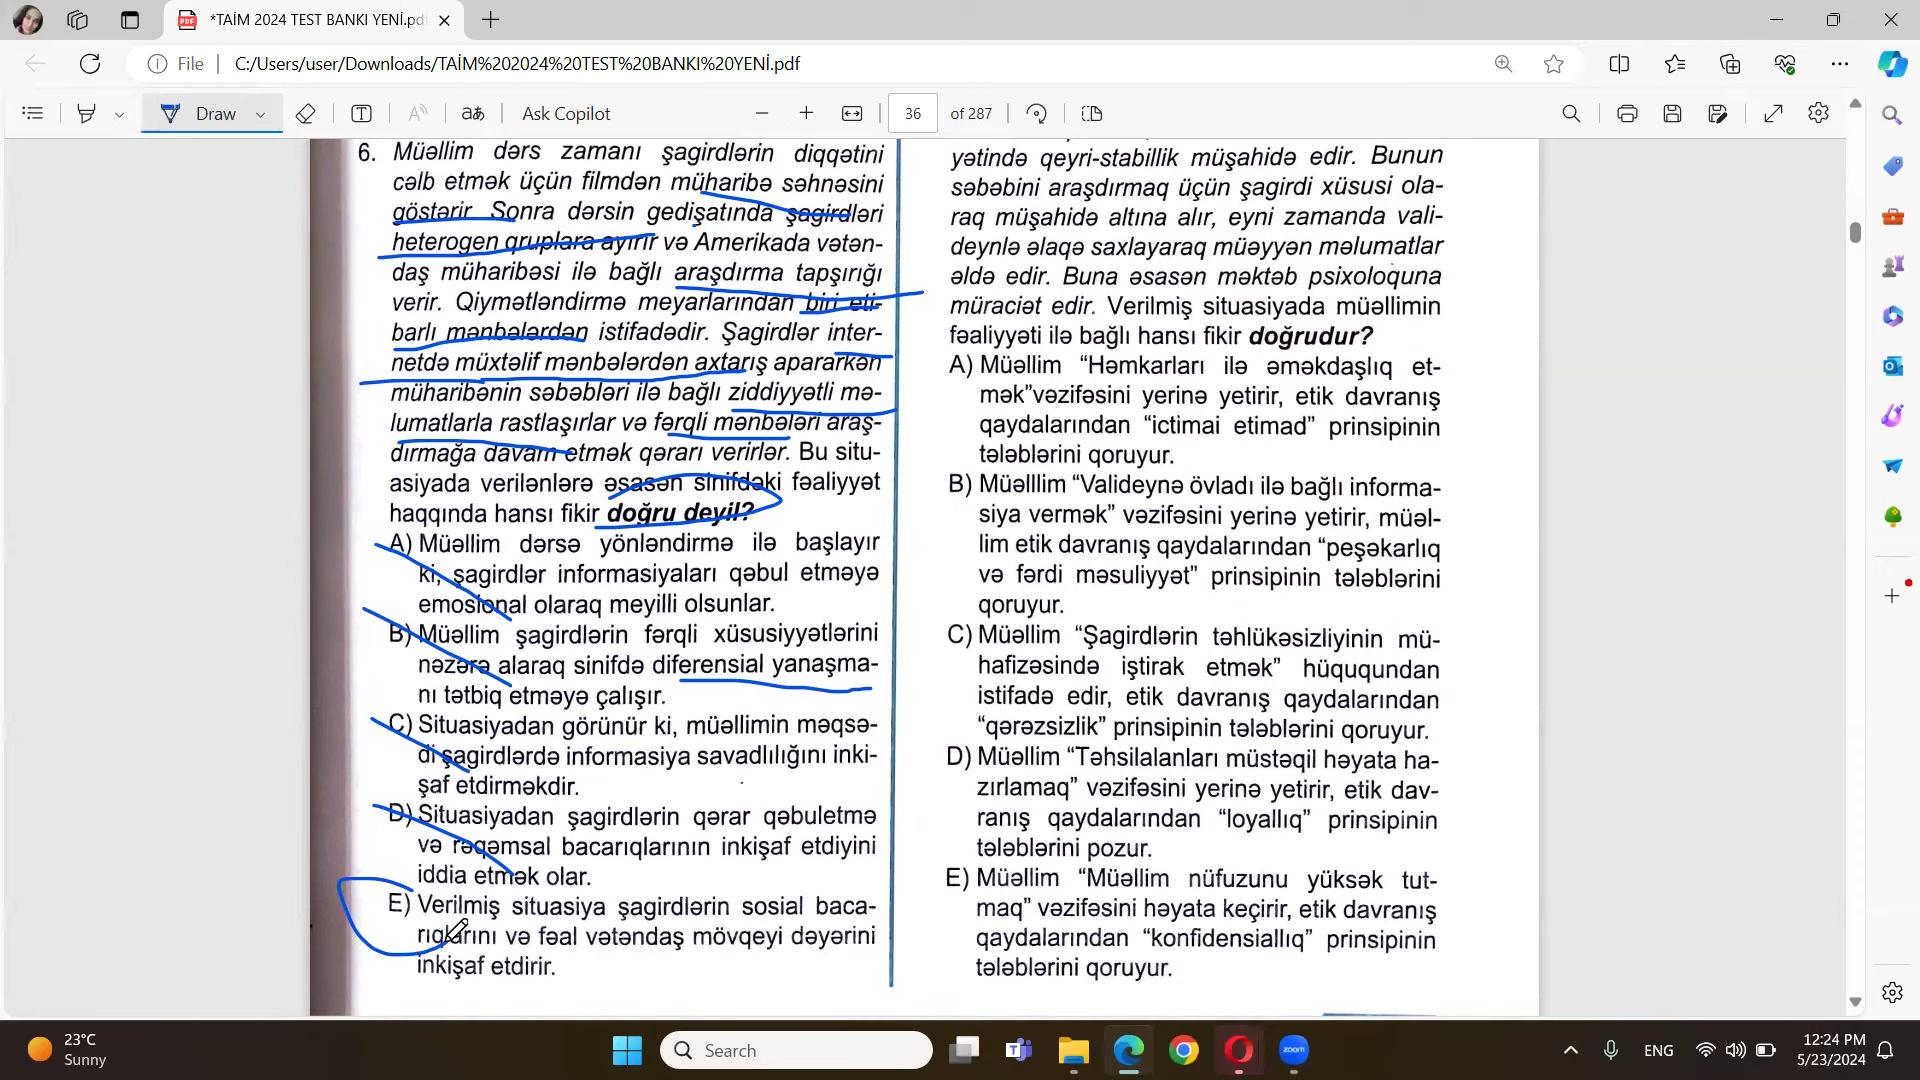 *TAİM 2024 TEST BANKI YENİ.pdf
File
C:/Users/user/Downloads/TAİM%202024%20TEST%20BANKI%20YENİ.pdf
Draw
Ask Copilot
36
of 287
6. Müəllim dərs zamanı şagirdlərin diqqətini
cəlb etmək üçün filmdən müharibə səhnəsini
göstərir. Sonra dərsin gedişatında şagirdləri
heterogen qruplara ayırır və Amerikada vətən-
daş müharibəsi ilə bağlı araşdırma tapşırığı
verir. Qiymətləndirmə meyarlarından biri eti-
barlı mənbələrdən istifadədir. Şagirdlər inter-
netdə müxtəlif mənbələrdən axtarış apararkən
müharibənin səbəbləri ilə bağlı ziddiyyətli mə-
lumatlarla rastlaşırlar və fərqli mənbələri araş-
dırmağa davam etmək qərarı verirlər. Bu situ-
asiyada verilənlərə əsasən sinifdəki fəaliyyət
haqqında hansı fikir doğru deyil?
A) Müəllim dərsə yönləndirmə ilə başlayır
ki, şagirdlər informasiyaları qəbul etməyə
emosional olaraq meyilli olsunlar.
B) Müəllim şagirdlərin fərqli xüsusiyyətlərini
nəzərə alaraq sinifdə diferensial yanaşma-
nı tətbiq etməyə çalışır.
C) Situasiyadan görünür ki, müəllimin məqsə-
di şagirdlərdə informasiya savadlılığını inki-
şaf etdirməkdir.
D) Situasiyadan şagirdlərin qərar qəbuletmə
və rəqəmsal bacarıqlarının inkişaf etdiyini
iddia etmək olar.
E) Verilmiş situasiya şagirdlərin sosial baca-
rıqlarını və fəal vətəndaş mövqeyi dəyərini
inkişaf etdirir.
yətində qeyri-stabillik müşahidə edir. Bunun
səbəbini araşdırmaq üçün şagirdi xüsusi ola-
raq müşahidə altına alır, eyni zamanda vali-
deynlə əlaqə saxlayaraq müəyyən məlumatlar
əldə edir. Buna əsasən məktəb psixoloquna
müraciət edir. Verilmiş situasiyada müəllimin
fəaliyyəti ilə bağlı hansı fikir doğrudur?
A) Müəllim “Həmkarları ilə əməkdaşlıq et-
mək”vəzifəsini yerinə yetirir, etik davranış
qaydalarından “ictimai etimad” prinsipinin
tələblərini qoruyur.
B) Müəlllim “Valideynə övladı ilə bağlı informa-
siya vermək” vəzifəsini yerinə yetirir, müəl-
lim etik davranış qaydalarından “peşəkarlıq
və fərdi məsuliyyət” prinsipinin tələblərini
qoruyur.
C) Müəllim “Şagirdlərin təhlükəsizliyinin mü-
hafizəsində iştirak etmək” hüququndan
istifadə edir, etik davranış qaydalarından
“qərəzsizlik” prinsipinin tələblərini qoruyur.
D) Müəllim “Təhsilalanları müstəqil həyata ha-
zırlamaq” vəzifəsini yerinə yetirir, etik dav-
ranış qaydalarından “loyallıq” prinsipinin
tələblərini pozur.
E) Müəllim “Müəllim nüfuzunu yüksək tut-
maq” vəzifəsini həyata keçirir, etik davranış
qaydalarından “konfidensiallıq” prinsipinin
tələblərini qoruyur.
23°C
Sunny
Search
zoom
ENG
12:24 PM
5/23/2024